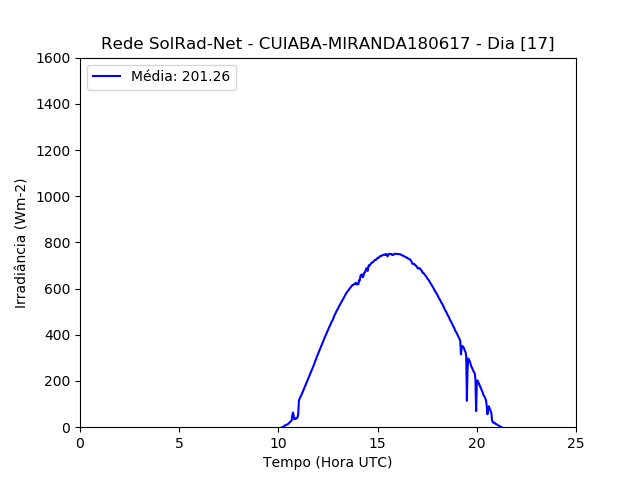 Rede SolRad-Net - CUIABA-MIRANDA180617 - Dia [17]
Média: 201.26
1600
1400
1200
1000
800
600
400
200
0
Irradiância (Wm-2)
0 5 10 15 20 25
Tempo (Hora UTC)